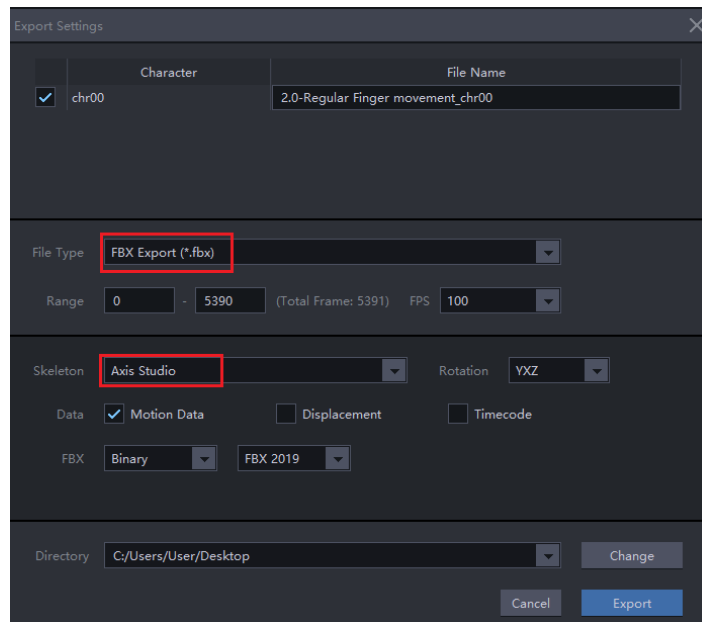 Export Settings
Character File Name
chr00 2.0-Regular Finger movement_chr00
File Type FBX Export (*.fbx)
Range 0 - 5390 (Total Frame: 5391) FPS 100
Skeleton Axis Studio Rotation YXZ
Data Motion Data Displacement Timecode
FBX Binary FBX 2019
Directory C:/Users/User/Desktop Change
Cancel Export